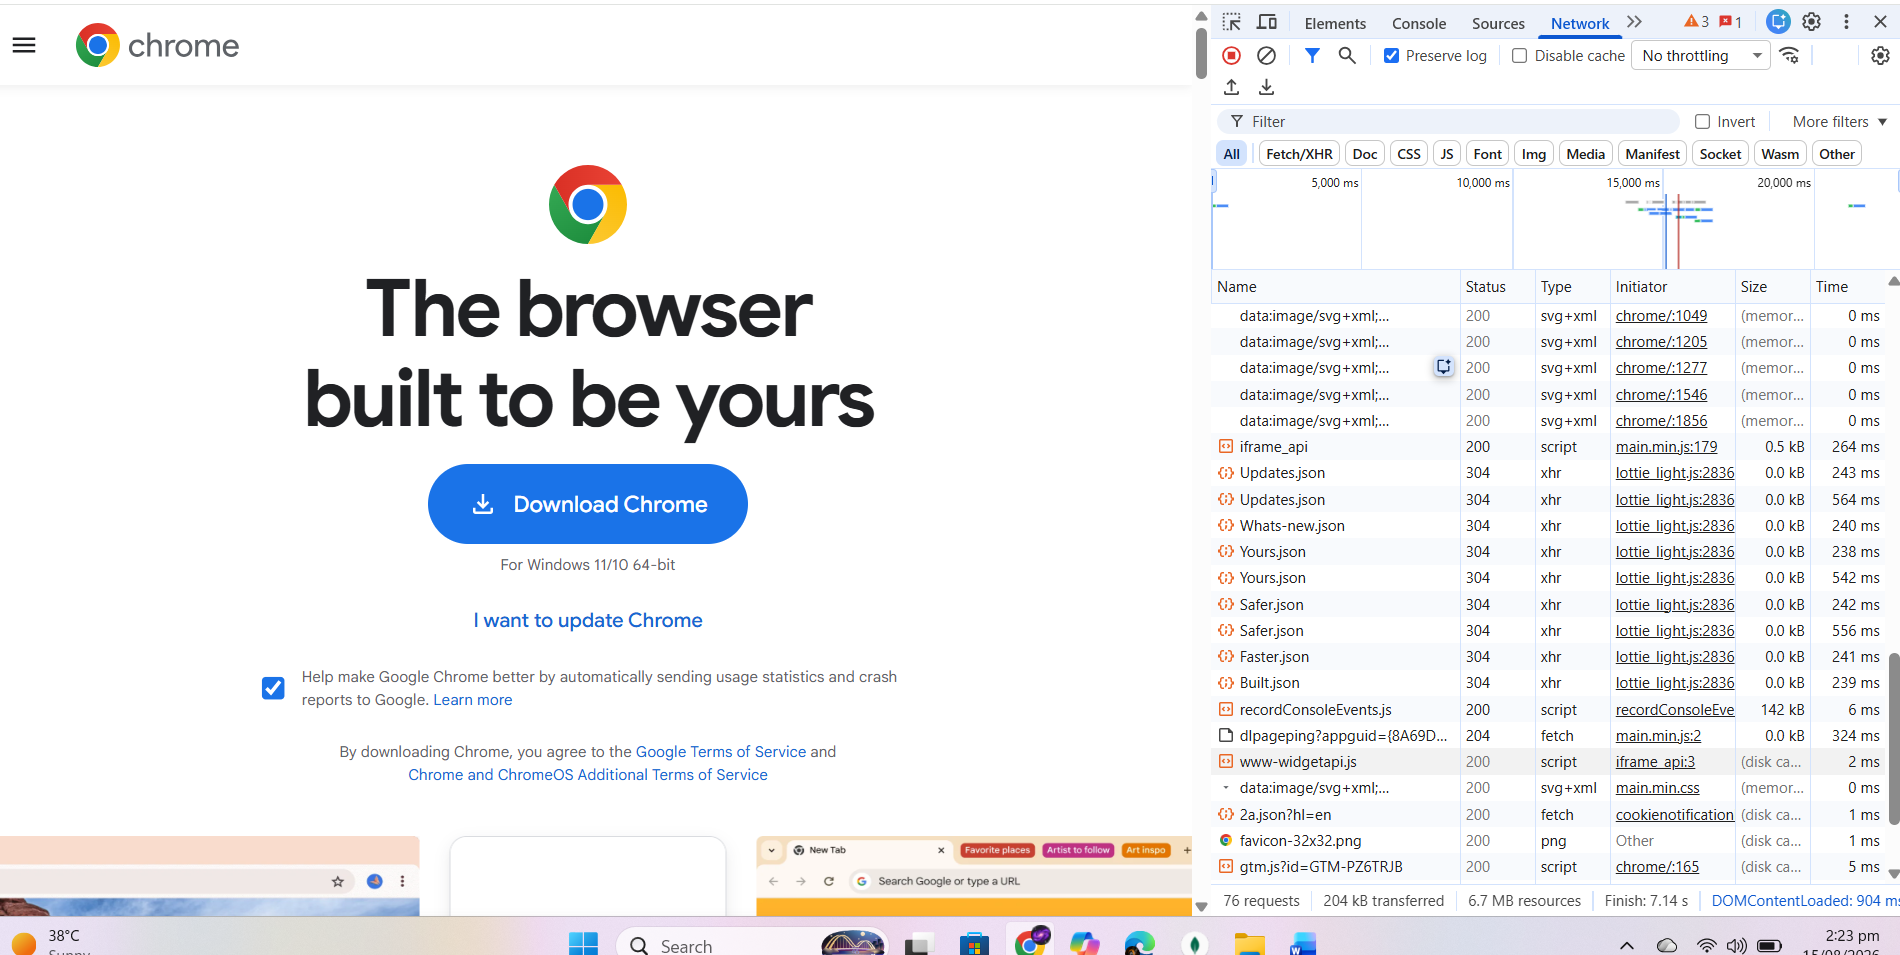 chrome
The browser
built to be yours
Download Chrome
For Windows 11/10 64-bit
I want to update Chrome
Help make Google Chrome better by automatically sending usage statistics and crash
reports to Google. Learn more
By downloading Chrome, you agree to the Google Terms of Service and
Chrome and ChromeOS Additional Terms of Service
New Tab
Favorite places
Artist to follow
Art inspo
Search Google or type a URL
Elements Console Sources Network 3 1
Preserve log Disable cache No throttling
Filter Invert More filters
All Fetch/XHR Doc CSS JS Font Img Media Manifest Socket Wasm Other
5,000 ms 10,000 ms 15,000 ms 20,000 ms
Name Status Type Initiator Size Time
data:image/svg+xml;... 200 svg+xml chrome/:1049 (memor... 0 ms
data:image/svg+xml;... 200 svg+xml chrome/:1205 (memor... 0 ms
data:image/svg+xml;... 200 svg+xml chrome/:1277 (memor... 0 ms
data:image/svg+xml;... 200 svg+xml chrome/:1546 (memor... 0 ms
data:image/svg+xml;... 200 svg+xml chrome/:1856 (memor... 0 ms
iframe_api 200 script main.min.js:179 0.5 kB 264 ms
Updates.json 304 xhr lottie_light.js:2836 0.0 kB 243 ms
Updates.json 304 xhr lottie_light.js:2836 0.0 kB 564 ms
Whats-new.json 304 xhr lottie_light.js:2836 0.0 kB 240 ms
Yours.json 304 xhr lottie_light.js:2836 0.0 kB 238 ms
Yours.json 304 xhr lottie_light.js:2836 0.0 kB 542 ms
Safer.json 304 xhr lottie_light.js:2836 0.0 kB 242 ms
Safer.json 304 xhr lottie_light.js:2836 0.0 kB 556 ms
Faster.json 304 xhr lottie_light.js:2836 0.0 kB 241 ms
Built.json 304 xhr lottie_light.js:2836 0.0 kB 239 ms
recordConsoleEvents.js 200 script recordConsoleEve 142 kB 6 ms
dlpageping?appguid={8A69D... 204 fetch main.min.js:2 0.0 kB 324 ms
www-widgetapi.js 200 script iframe_api:3 (disk ca... 2 ms
data:image/svg+xml;... 200 svg+xml main.min.css (memor... 0 ms
2a.json?hl=en 200 fetch cookienotification (disk ca... 1 ms
favicon-32x32.png 200 png Other (disk ca... 1 ms
gtm.js?id=GTM-PZ6TRJB 200 script chrome/:165 (disk ca... 5 ms
76 requests 204 kB transferred 6.7 MB resources Finish: 7.14 s DOMContentLoaded: 904 ms
38°C
Sunny
Search
2:23 pm